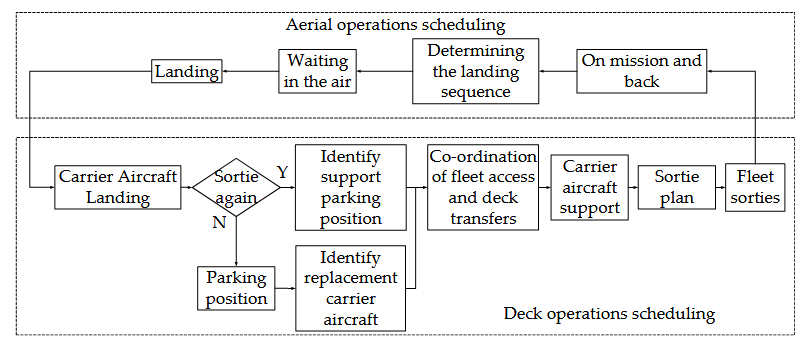 Aerial operations scheduling
Landing
Waiting
in the air
Determining
the landing
sequence
On mission and
back
Carrier Aircraft
Landing
Sortie
again
Y
N
Identify
support
parking
position
Co-ordination
of fleet access
and deck
transfers
Carrier
aircraft
support
Sortie
plan
Fleet
sorties
Parking
position
Identify
replacement
carrier
aircraft
Deck operations scheduling